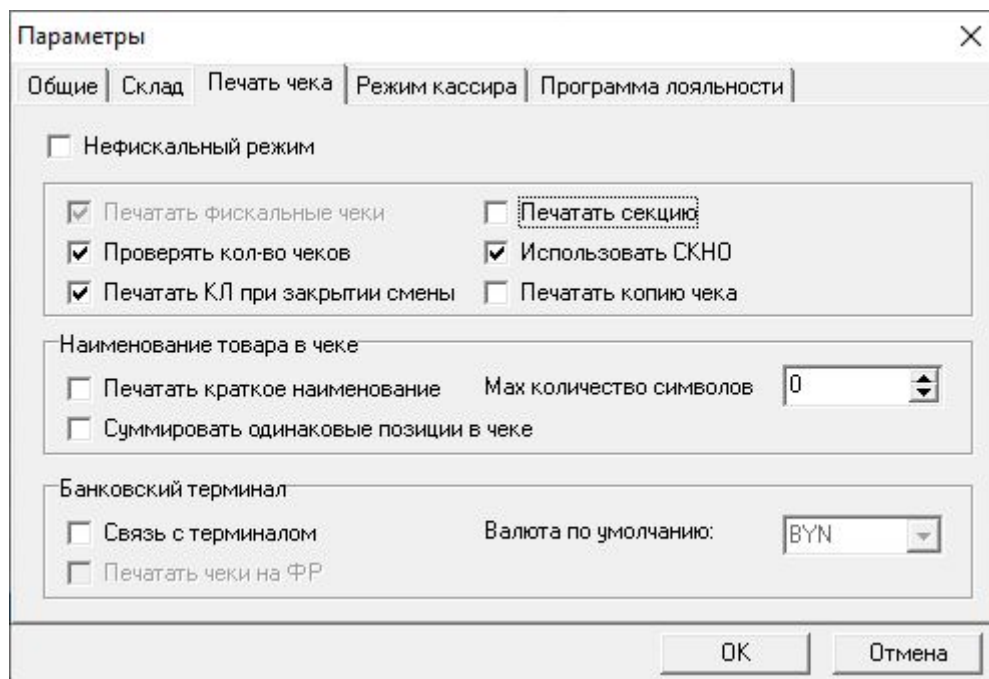 Параметры
Общие Склад Печать чека Режим кассира Программа лояльности
Нефискальный режим
Печатать фискальные чеки Печатать секцию
Проверять кол-во чеков Использовать СКНО
Печатать КЛ при закрытии смены Печатать копию чека
Наименование товара в чеке
Печатать краткое наименование Мах количество символов 0
Суммировать одинаковые позиции в чеке
Банковский терминал
Связь с терминалом Валюта по умолчанию: BYN
Печатать чеки на ФР
OK Отмена